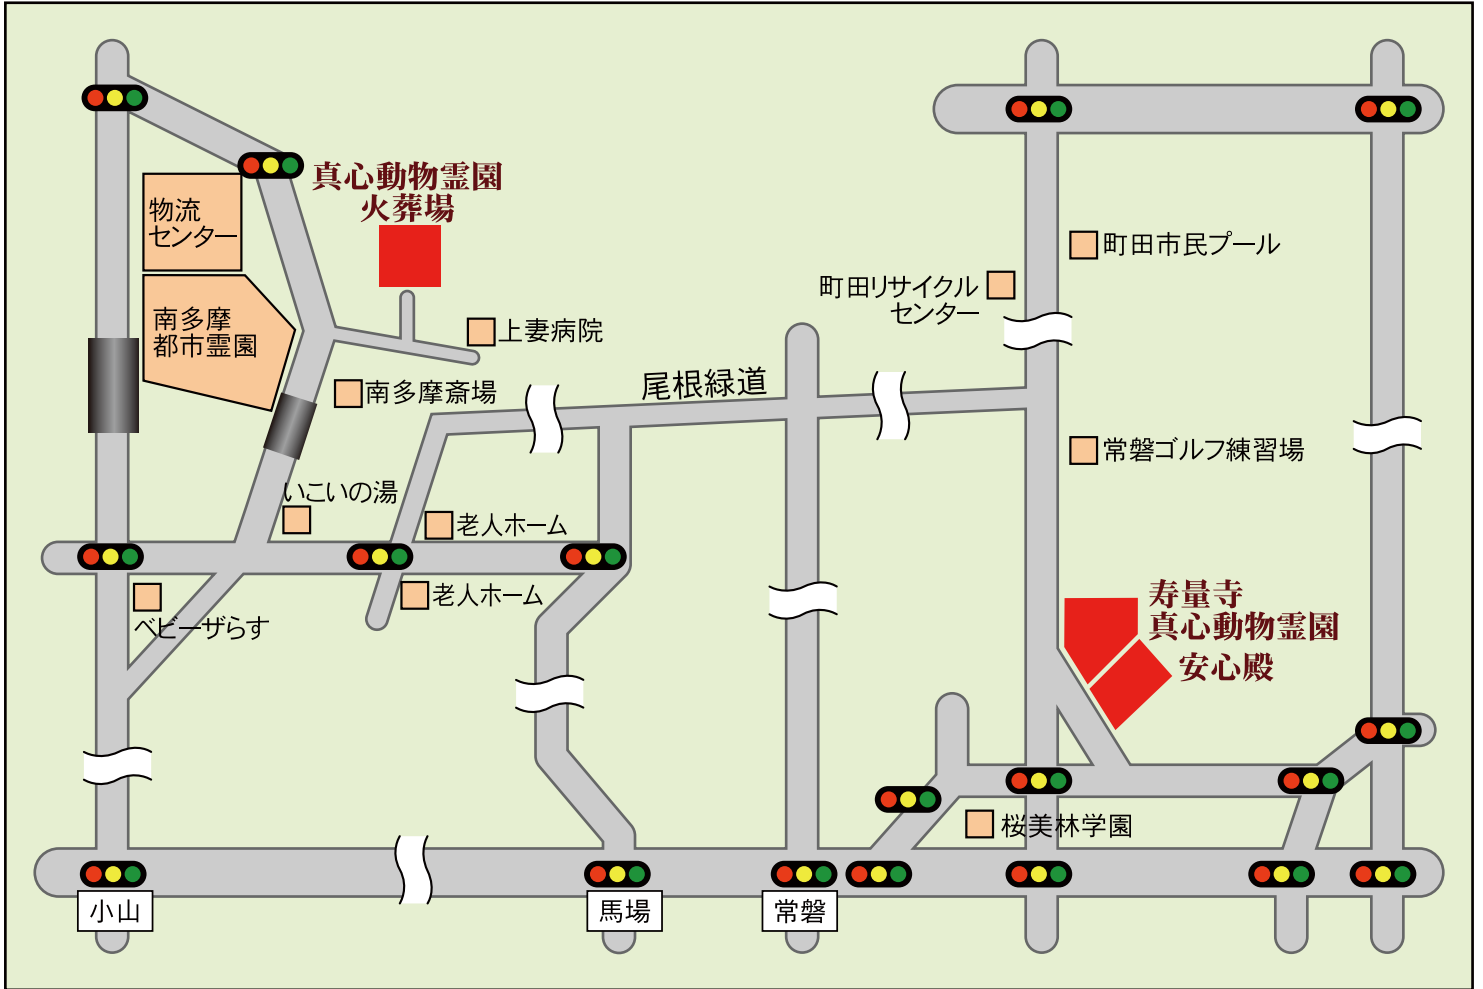 真心動物霊園
火葬場
物流
センター
南多摩
都市霊園
上妻病院
南多摩斎場
尾根緑道
町田市民プール
町田リサイクル
センター
常磐ゴルフ練習場
いこいの湯
老人ホーム
老人ホーム
ベビーザらす
寿量寺
真心動物霊園
安心殿
桜美林学園
小山
馬場
常磐